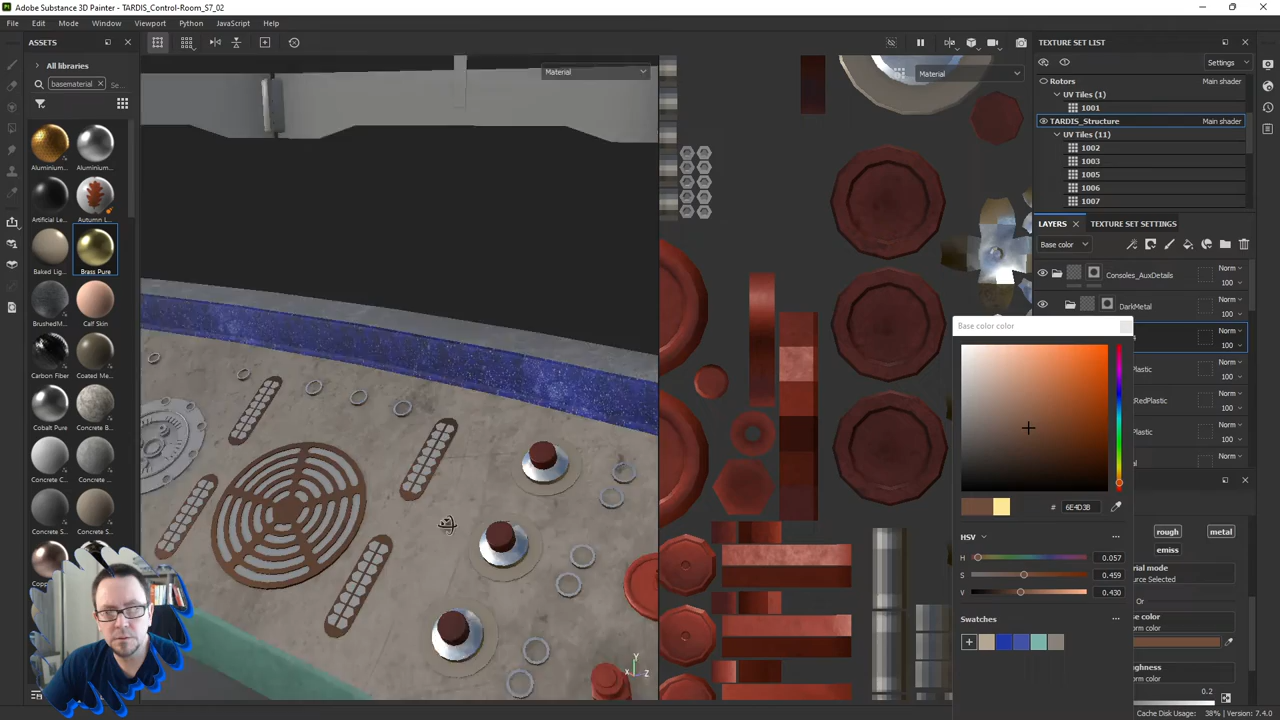 Adobe Substance 3D Painter - TARDIS_Control-Room_S7_02
File Edit Mode Window Viewport Python JavaScript Help
ASSETS
All libraries
basematerial
Se...
Aluminium... Aluminium...
Artificial Le... Autumn L...
Baked Lig... Brass Pure
BrushedM... Calf Skin
Carbon Fiber Coated Me...
Cobalt Pure Concrete B...
Concrete ... Concrete ...
Concrete S... Concrete S...
Material
Material
Y
X Z
TEXTURE SET LIST
Settings
Rotors Main shader
UV Tiles (1)
1001
TARDIS_Structure Main shader
UV Tiles (11)
1002
1003
1005
1006
1007
LAYERS TEXTURE SET SETTINGS
Base color
Consoles_AuxDetails Norm
100
DarkMetal Norm
100
Norm
100
Plastic Norm
100
RedPlastic Norm
100
Plastic Norm
100
Norm
Base color color
# 6E4D3B
HSV
H 0.057
S 0.459
V 0.430
Swatches
rough metal
emiss
Or
0.2
Cache Disk Usage: 38% | Version: 7.4.0